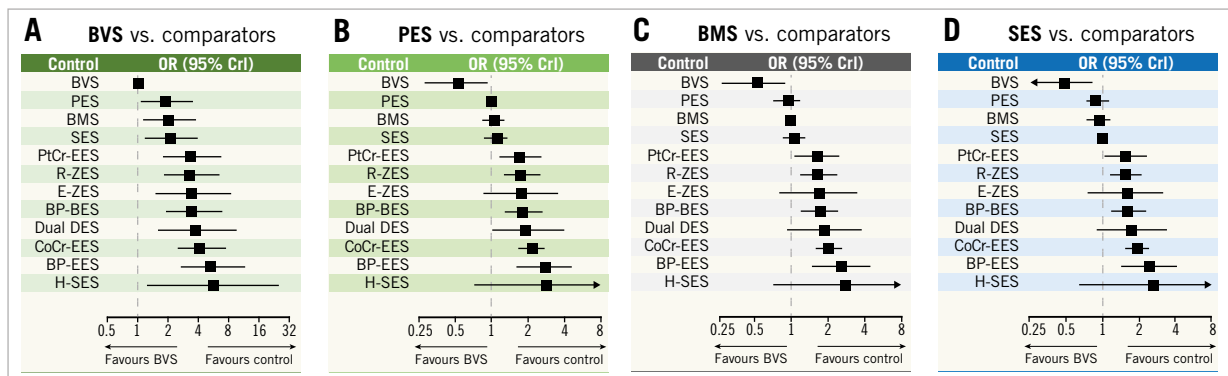 A BVS vs. comparators
Control OR (95% CrI)
BVS
PES
BMS
SES
PtCr-EES
R-ZES
E-ZES
BP-BES
Dual DES
CoCr-EES
BP-EES
H-SES
0.5 1 2 4 8 16 32
Favours BVS Favours control
B PES vs. comparators
Control OR (95% CrI)
BVS
PES
BMS
SES
PtCr-EES
R-ZES
E-ZES
BP-BES
Dual DES
CoCr-EES
BP-EES
H-SES
0.25 0.5 1 2 4 8
Favours BVS Favours control
C BMS vs. comparators
Control OR (95% CrI)
BVS
PES
BMS
SES
PtCr-EES
R-ZES
E-ZES
BP-BES
Dual DES
CoCr-EES
BP-EES
H-SES
0.25 0.5 1 2 4 8
Favours BVS Favours control
D SES vs. comparators
Control OR (95% CrI)
BVS
PES
BMS
SES
PtCr-EES
R-ZES
E-ZES
BP-BES
Dual DES
CoCr-EES
BP-EES
H-SES
0.25 0.5 1 2 4 8
Favours BVS Favours control